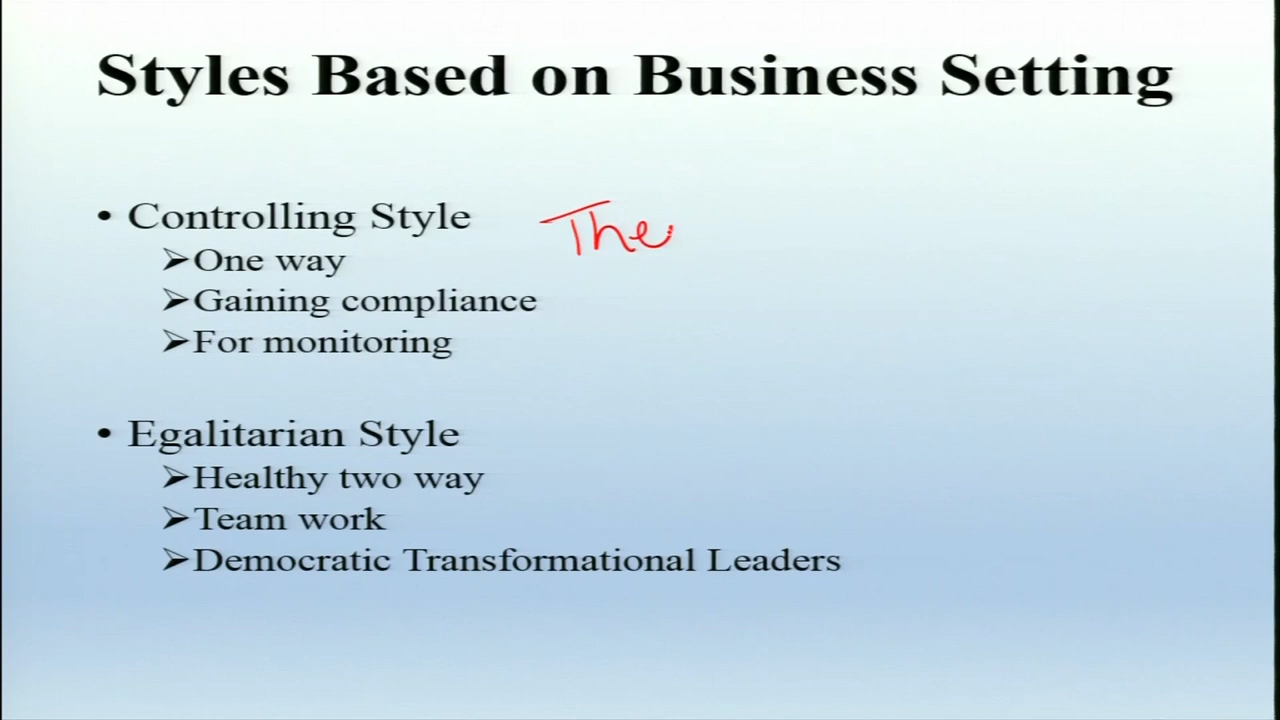 Styles Based on Business Setting
• Controlling Style The
➢One way
➢Gaining compliance
➢For monitoring
• Egalitarian Style
➢Healthy two way
➢Team work
➢Democratic Transformational Leaders